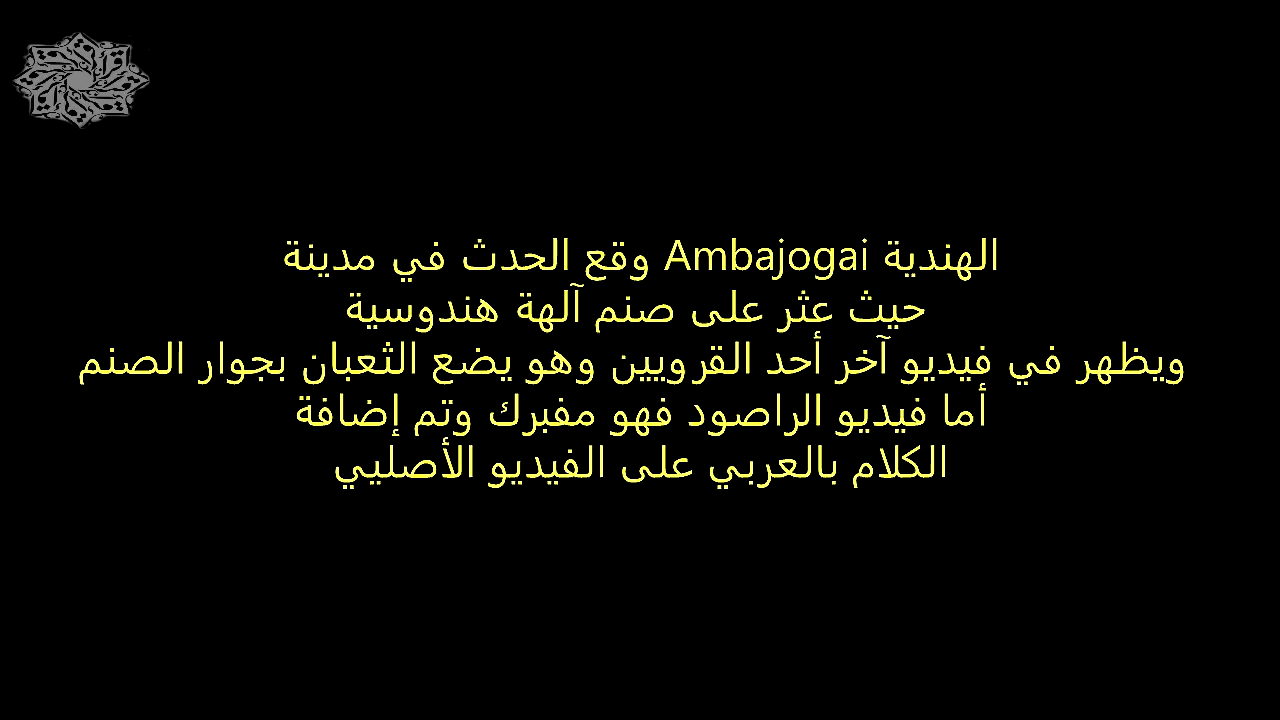 وقع الحدث في مدينة Ambajogai الهندية
حيث عثر على صنم آلهة هندوسية
ويظهر في فيديو آخر أحد القرويين وهو يضع الثعبان بجوار الصنم
أما فيديو الراصود فهو مفبرك وتم إضافة
الكلام بالعربي على الفيديو الأصليي